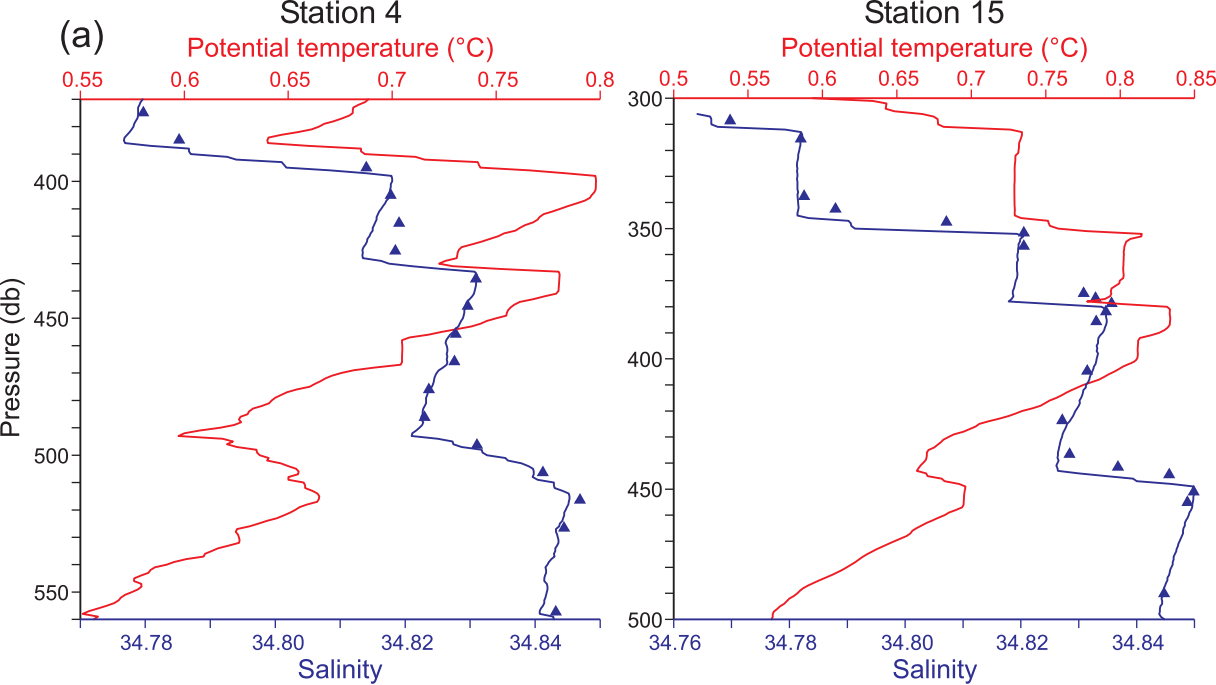 (a)
Station 4
Station 15
Potential temperature (°C)
Potential temperature (°C)
0.55 0.6 0.65 0.7 0.75 0.8
0.5 0.55 0.6 0.65 0.7 0.75 0.8 0.85
Pressure (db)
400
450
500
550
300
350
400
450
500
34.78 34.80 34.82 34.84
34.76 34.78 34.80 34.82 34.84
Salinity
Salinity